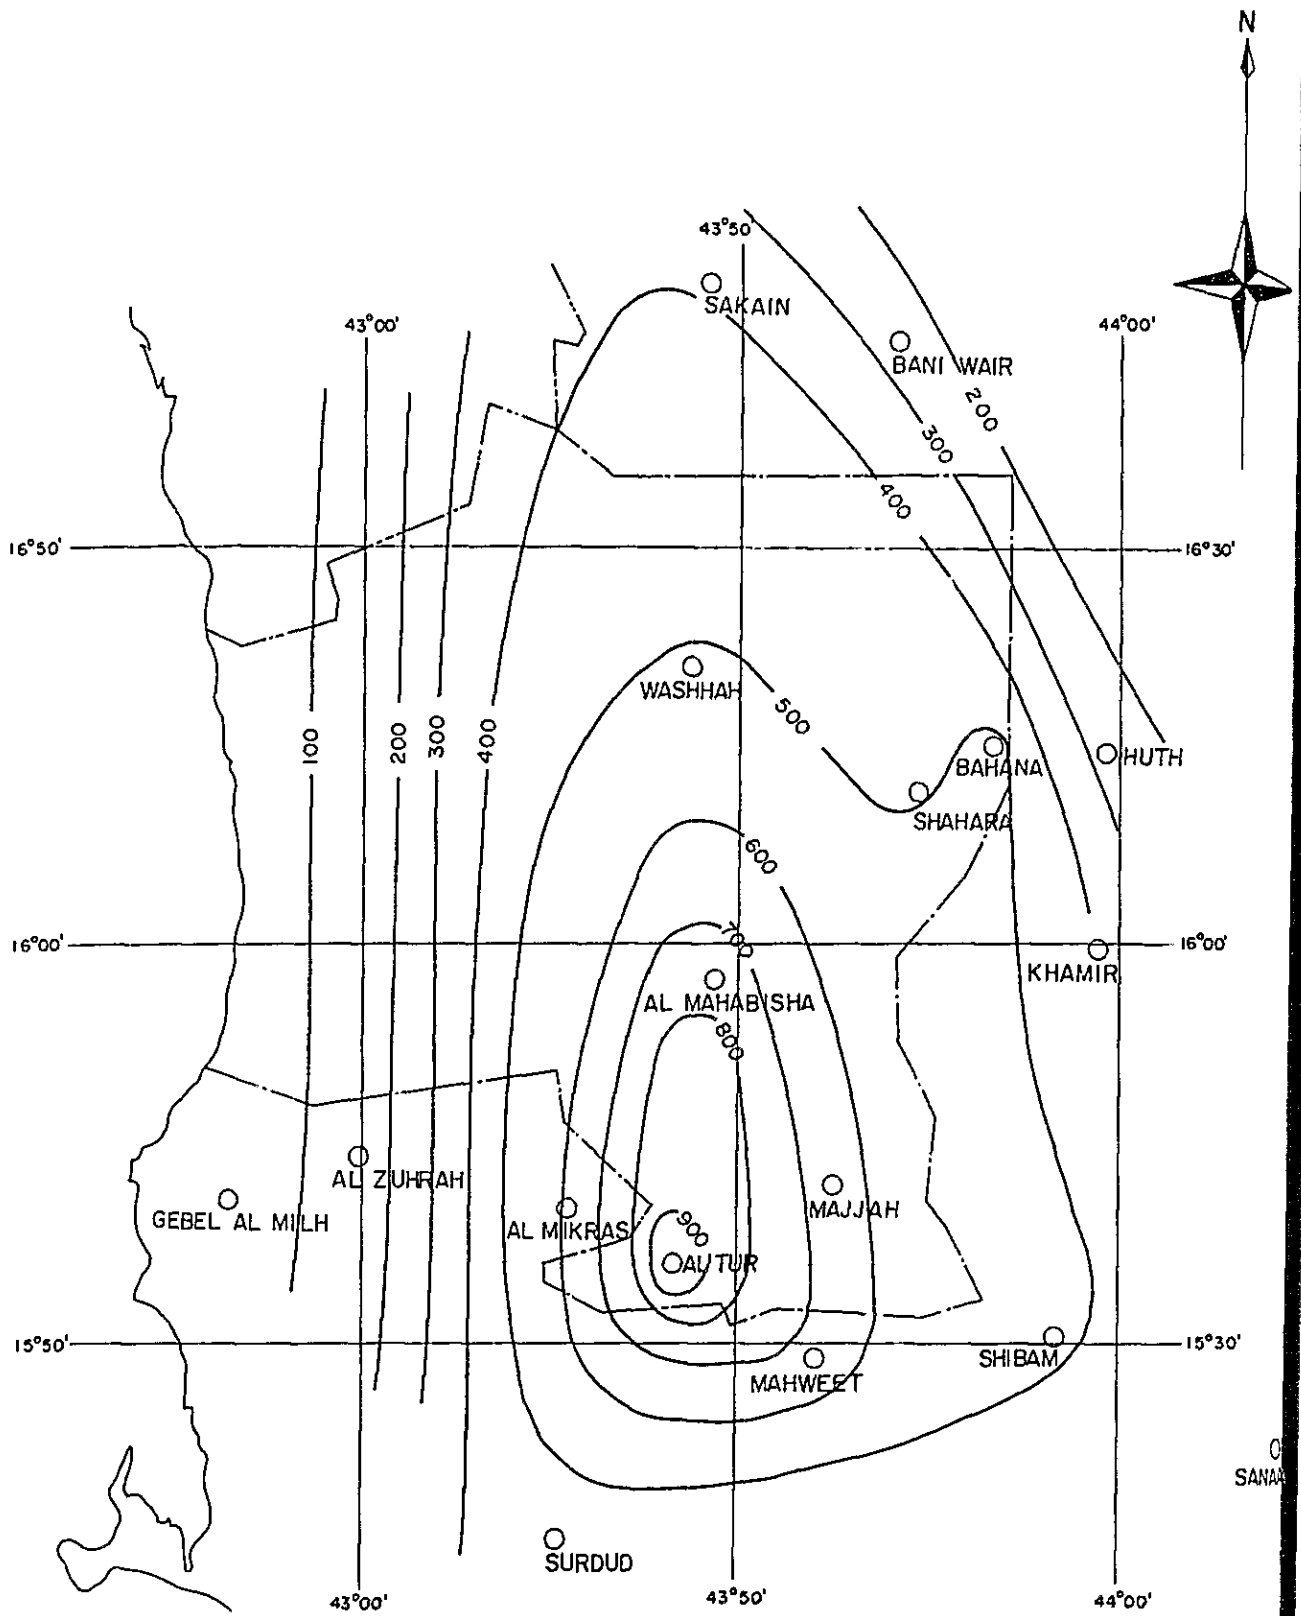 N
43°50'
SAKAIN
43°00'
44°00'
BANI WAIR
200
300
400
16°50'
16°30'
WASHHAH
500
100
200
300
400
BAHANA
HUTH
SHAHARA
600
700
16°00'
16°00'
KHAMIR
AL MAHABISHA
800
AL ZUHRAH
GEBEL AL MILH
AL MIKRAS
MAJJAH
900
AUTUR
15°50'
15°30'
SHIBAM
MAHWEET
SANAA
SURDUD
43°00'
43°50'
44°00'